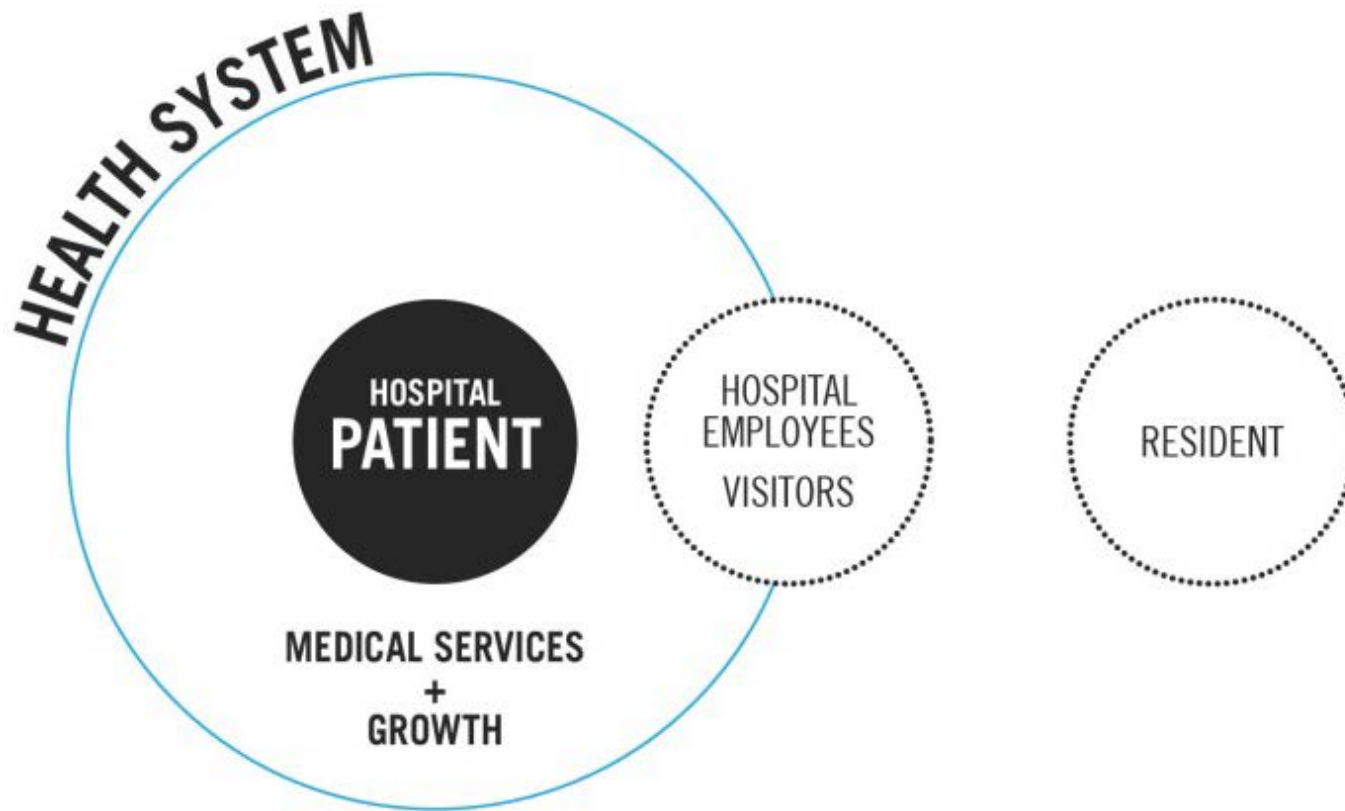 HEALTH SYSTEM
HOSPITAL
PATIENT
MEDICAL SERVICES
+
GROWTH
HOSPITAL
EMPLOYEES
VISITORS
RESIDENT